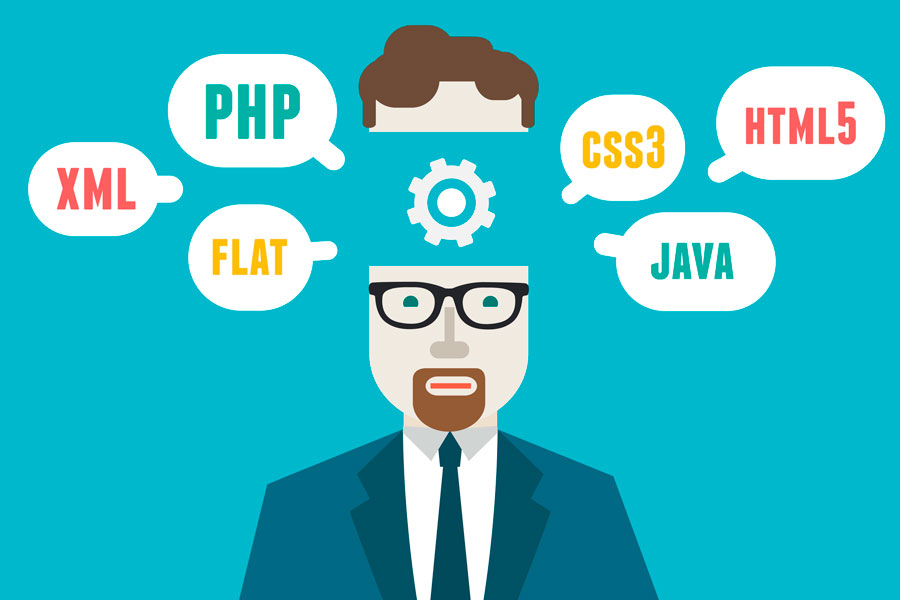 PHP
XML
FLAT
CSS3
HTML5
JAVA